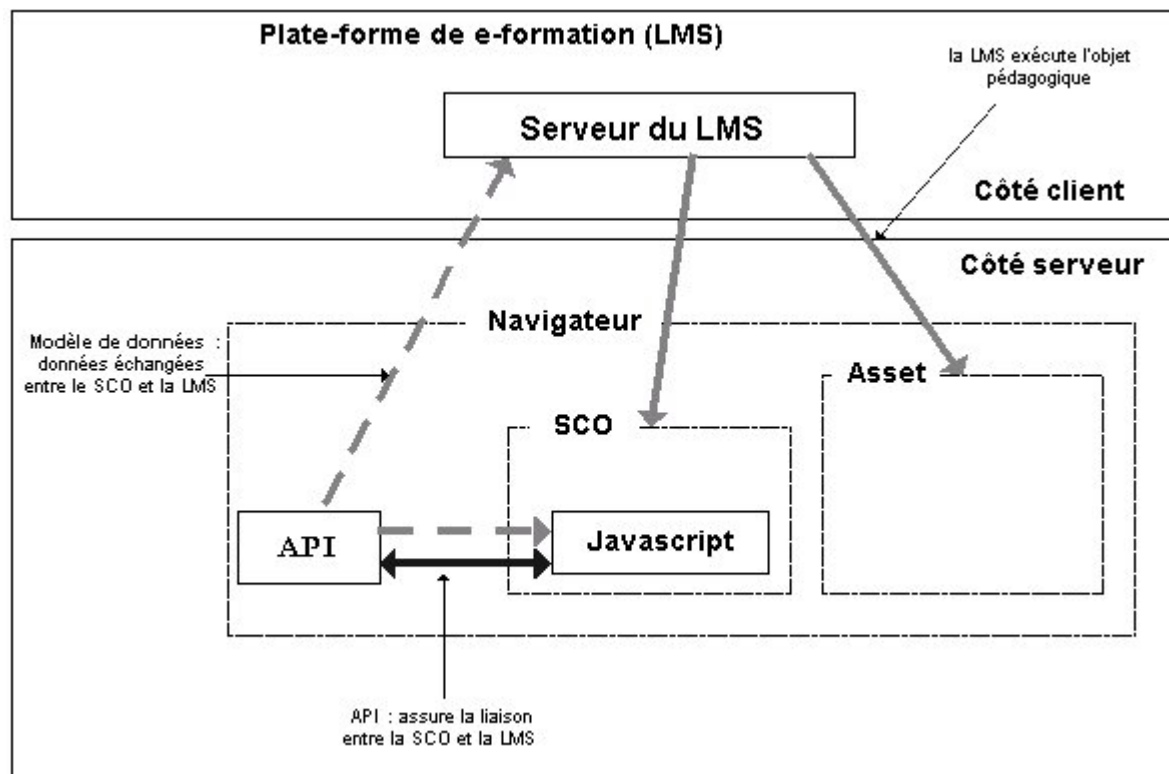 Plate-forme de e-formation (LMS)
la LMS exécute l'objet
pédagogique
Serveur du LMS
Côté client
Côté serveur
Navigateur
Modèle de données :
données échangées
entre le SCO et la LMS
Asset
SCO
API
Javascript
API : assure la liaison
entre la SCO et la LMS